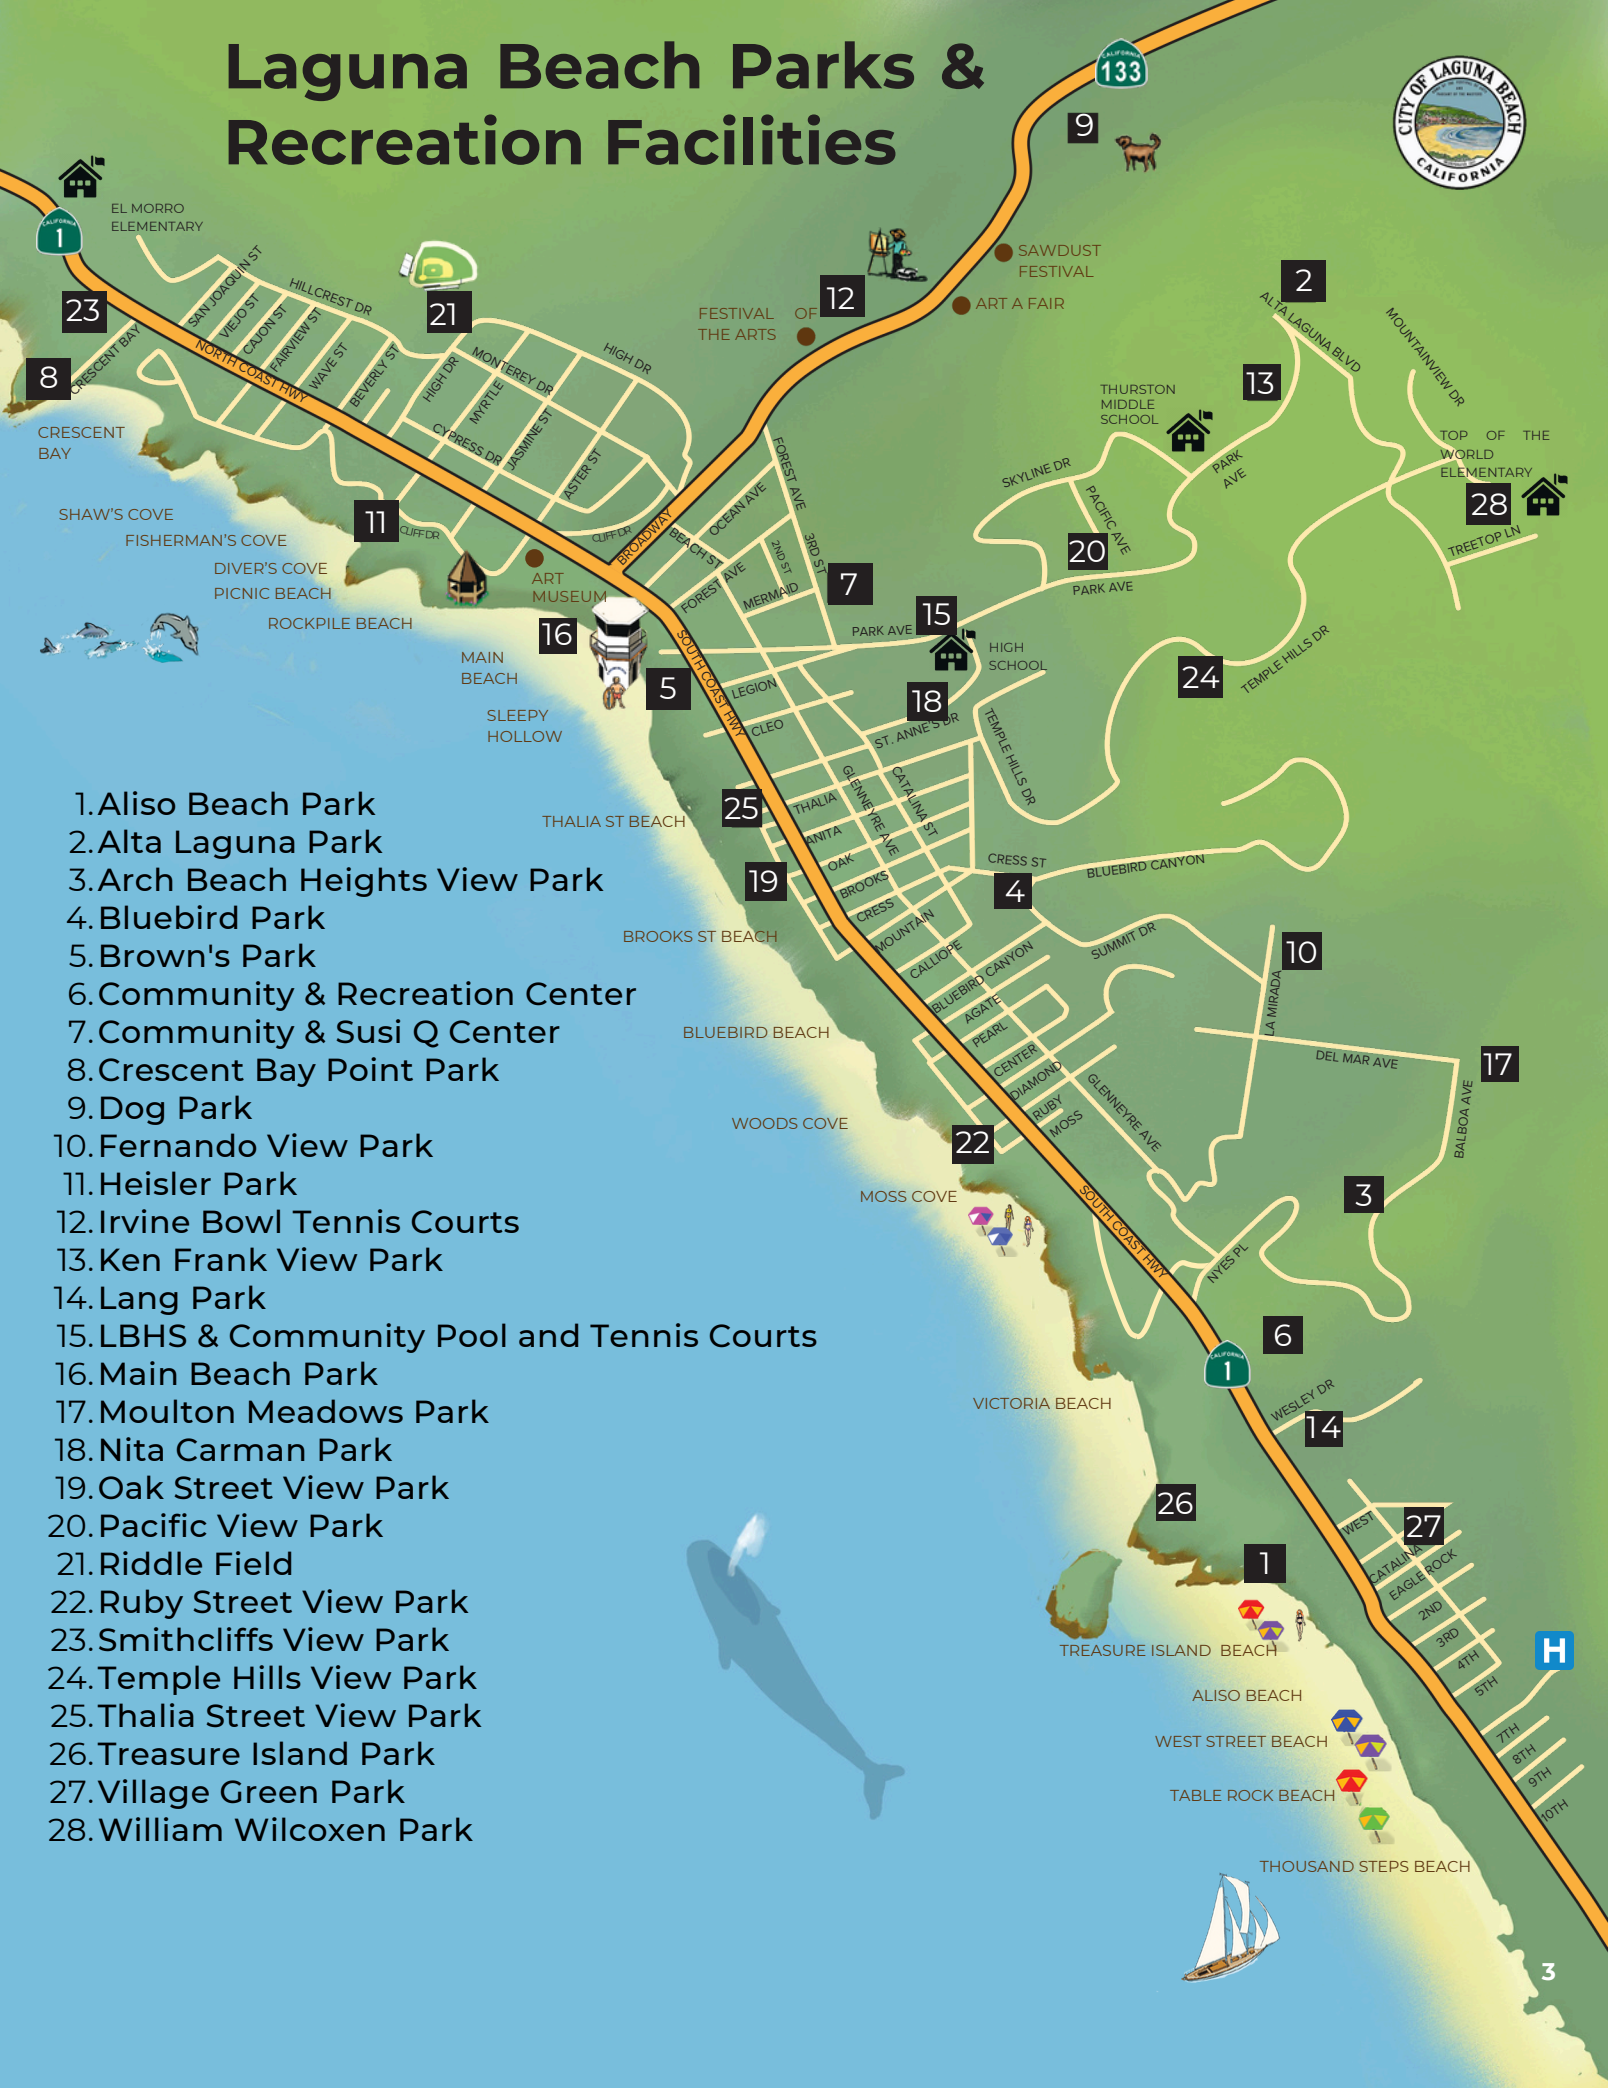 Laguna Beach Parks &
Recreation Facilities
CALIFORNIA
133
CITY OF LAGUNA BEACH
CALIFORNIA
9
EL MORRO
ELEMENTARY
CALIFORNIA
1
SAWDUST
FESTIVAL
ART A FAIR
FESTIVAL OF
THE ARTS
12
2
23
21
8
SAN JOAQUIN ST
VIEJO ST
CAJON ST
FAIRVIEW ST
WAVE ST
BEVERLY ST
HILLCREST DR
NORTH COAST HWY
CRESCENT BAY
HIGH DR
MONTEREY DR
MYRTLE
HIGH DR
CYPRESS DR
JASMINE ST
ASTER ST
ALTA LAGUNA BLVD
MOUNTAINVIEW DR
13
THURSTON
MIDDLE
SCHOOL
TOP OF THE
WORLD
ELEMENTARY
28
TREETOP LN
SKYLINE DR
PARK
AVE
PACIFIC AVE
20
PARK AVE
CRESCENT
BAY
SHAW'S COVE
FISHERMAN'S COVE
DIVER'S COVE
PICNIC BEACH
ROCKPILE BEACH
11
CLIFF DR
CLIFF DR
BROADWAY
ART
MUSEUM
FOREST AVE
OCEAN AVE
BEACH ST
2ND ST
3RD ST
FOREST AVE
MERMAID
7
PARK AVE
15
HIGH
SCHOOL
16
MAIN
BEACH
5
SLEEPY
HOLLOW
SOUTH COAST HWY
LEGION
CLEO
18
ST. ANNE'S DR
TEMPLE HILLS DR
24
TEMPLE HILLS DR
THALIA ST BEACH
25
THALIA
ANITA
OAK
GLENNEYRE AVE
CATALINA ST
BROOKS
CRESS
MOUNTAIN
19
BROOKS ST BEACH
CRESS ST
4
BLUEBIRD CANYON
CALLIOPE
BLUEBIRD CANYON
SUMMIT DR
AGATE
PEARL
CENTER
DIAMOND
RUBY
MOSS
GLENNEYRE AVE
10
LA MIRADA
DEL MAR AVE
17
BALBOA AVE
3
BLUEBIRD BEACH
WOODS COVE
22
MOSS COVE
SOUTH COAST HWY
NYES PL
6
CALIFORNIA
1
WESLEY DR
14
VICTORIA BEACH
26
1
27
WEST
CATALINA
EAGLE ROCK
2ND
3RD
4TH
5TH
7TH
8TH
9TH
10TH
H
TREASURE ISLAND BEACH
ALISO BEACH
WEST STREET BEACH
TABLE ROCK BEACH
THOUSAND STEPS BEACH
1. Aliso Beach Park
2. Alta Laguna Park
3. Arch Beach Heights View Park
4. Bluebird Park
5. Brown's Park
6. Community & Recreation Center
7. Community & Susi Q Center
8. Crescent Bay Point Park
9. Dog Park
10. Fernando View Park
11. Heisler Park
12. Irvine Bowl Tennis Courts
13. Ken Frank View Park
14. Lang Park
15. LBHS & Community Pool and Tennis Courts
16. Main Beach Park
17. Moulton Meadows Park
18. Nita Carman Park
19. Oak Street View Park
20. Pacific View Park
21. Riddle Field
22. Ruby Street View Park
23. Smithcliffs View Park
24. Temple Hills View Park
25. Thalia Street View Park
26. Treasure Island Park
27. Village Green Park
28. William Wilcoxen Park
3